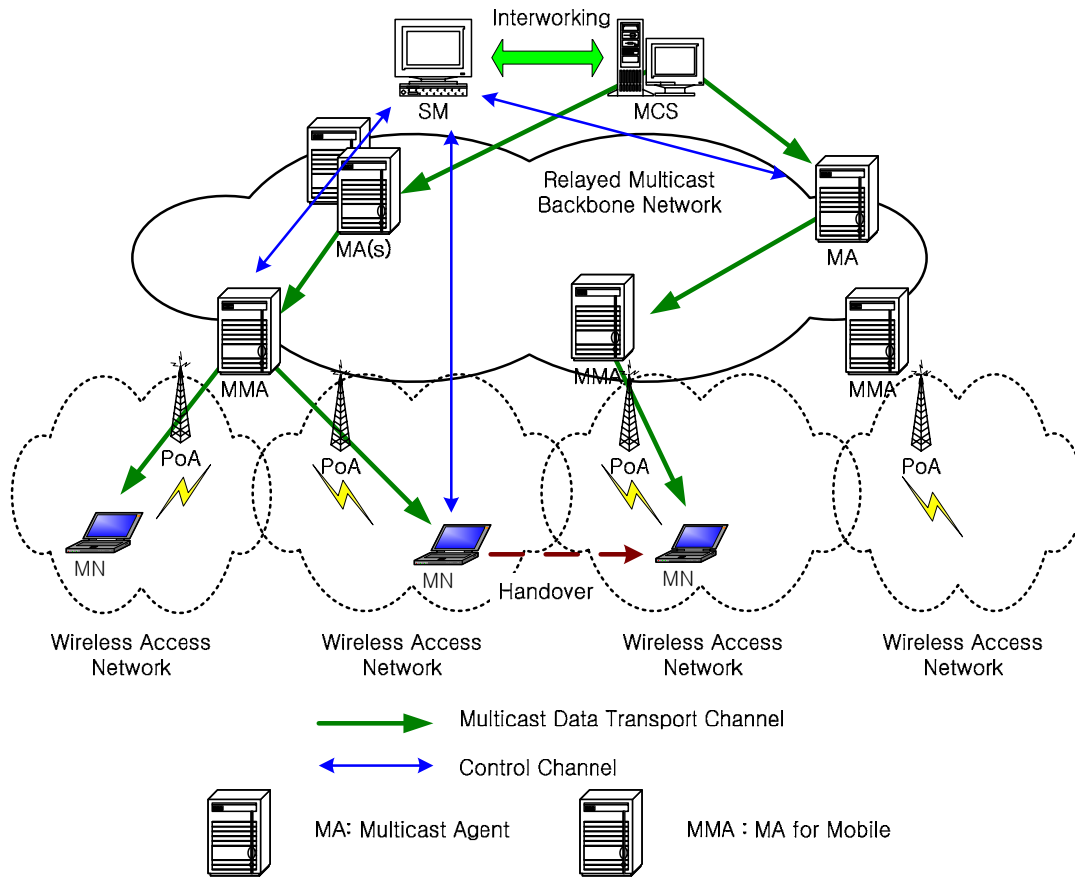 Interworking
SM
MCS
Relayed Multicast
Backbone Network
MA(s)
MA
MMA
MMA
MMA
PoA
PoA
PoA
PoA
MN
MN
MN
Handover
Wireless Access
Network
Wireless Access
Network
Wireless Access
Network
Wireless Access
Network
Multicast Data Transport Channel
Control Channel
MA: Multicast Agent
MMA : MA for Mobile